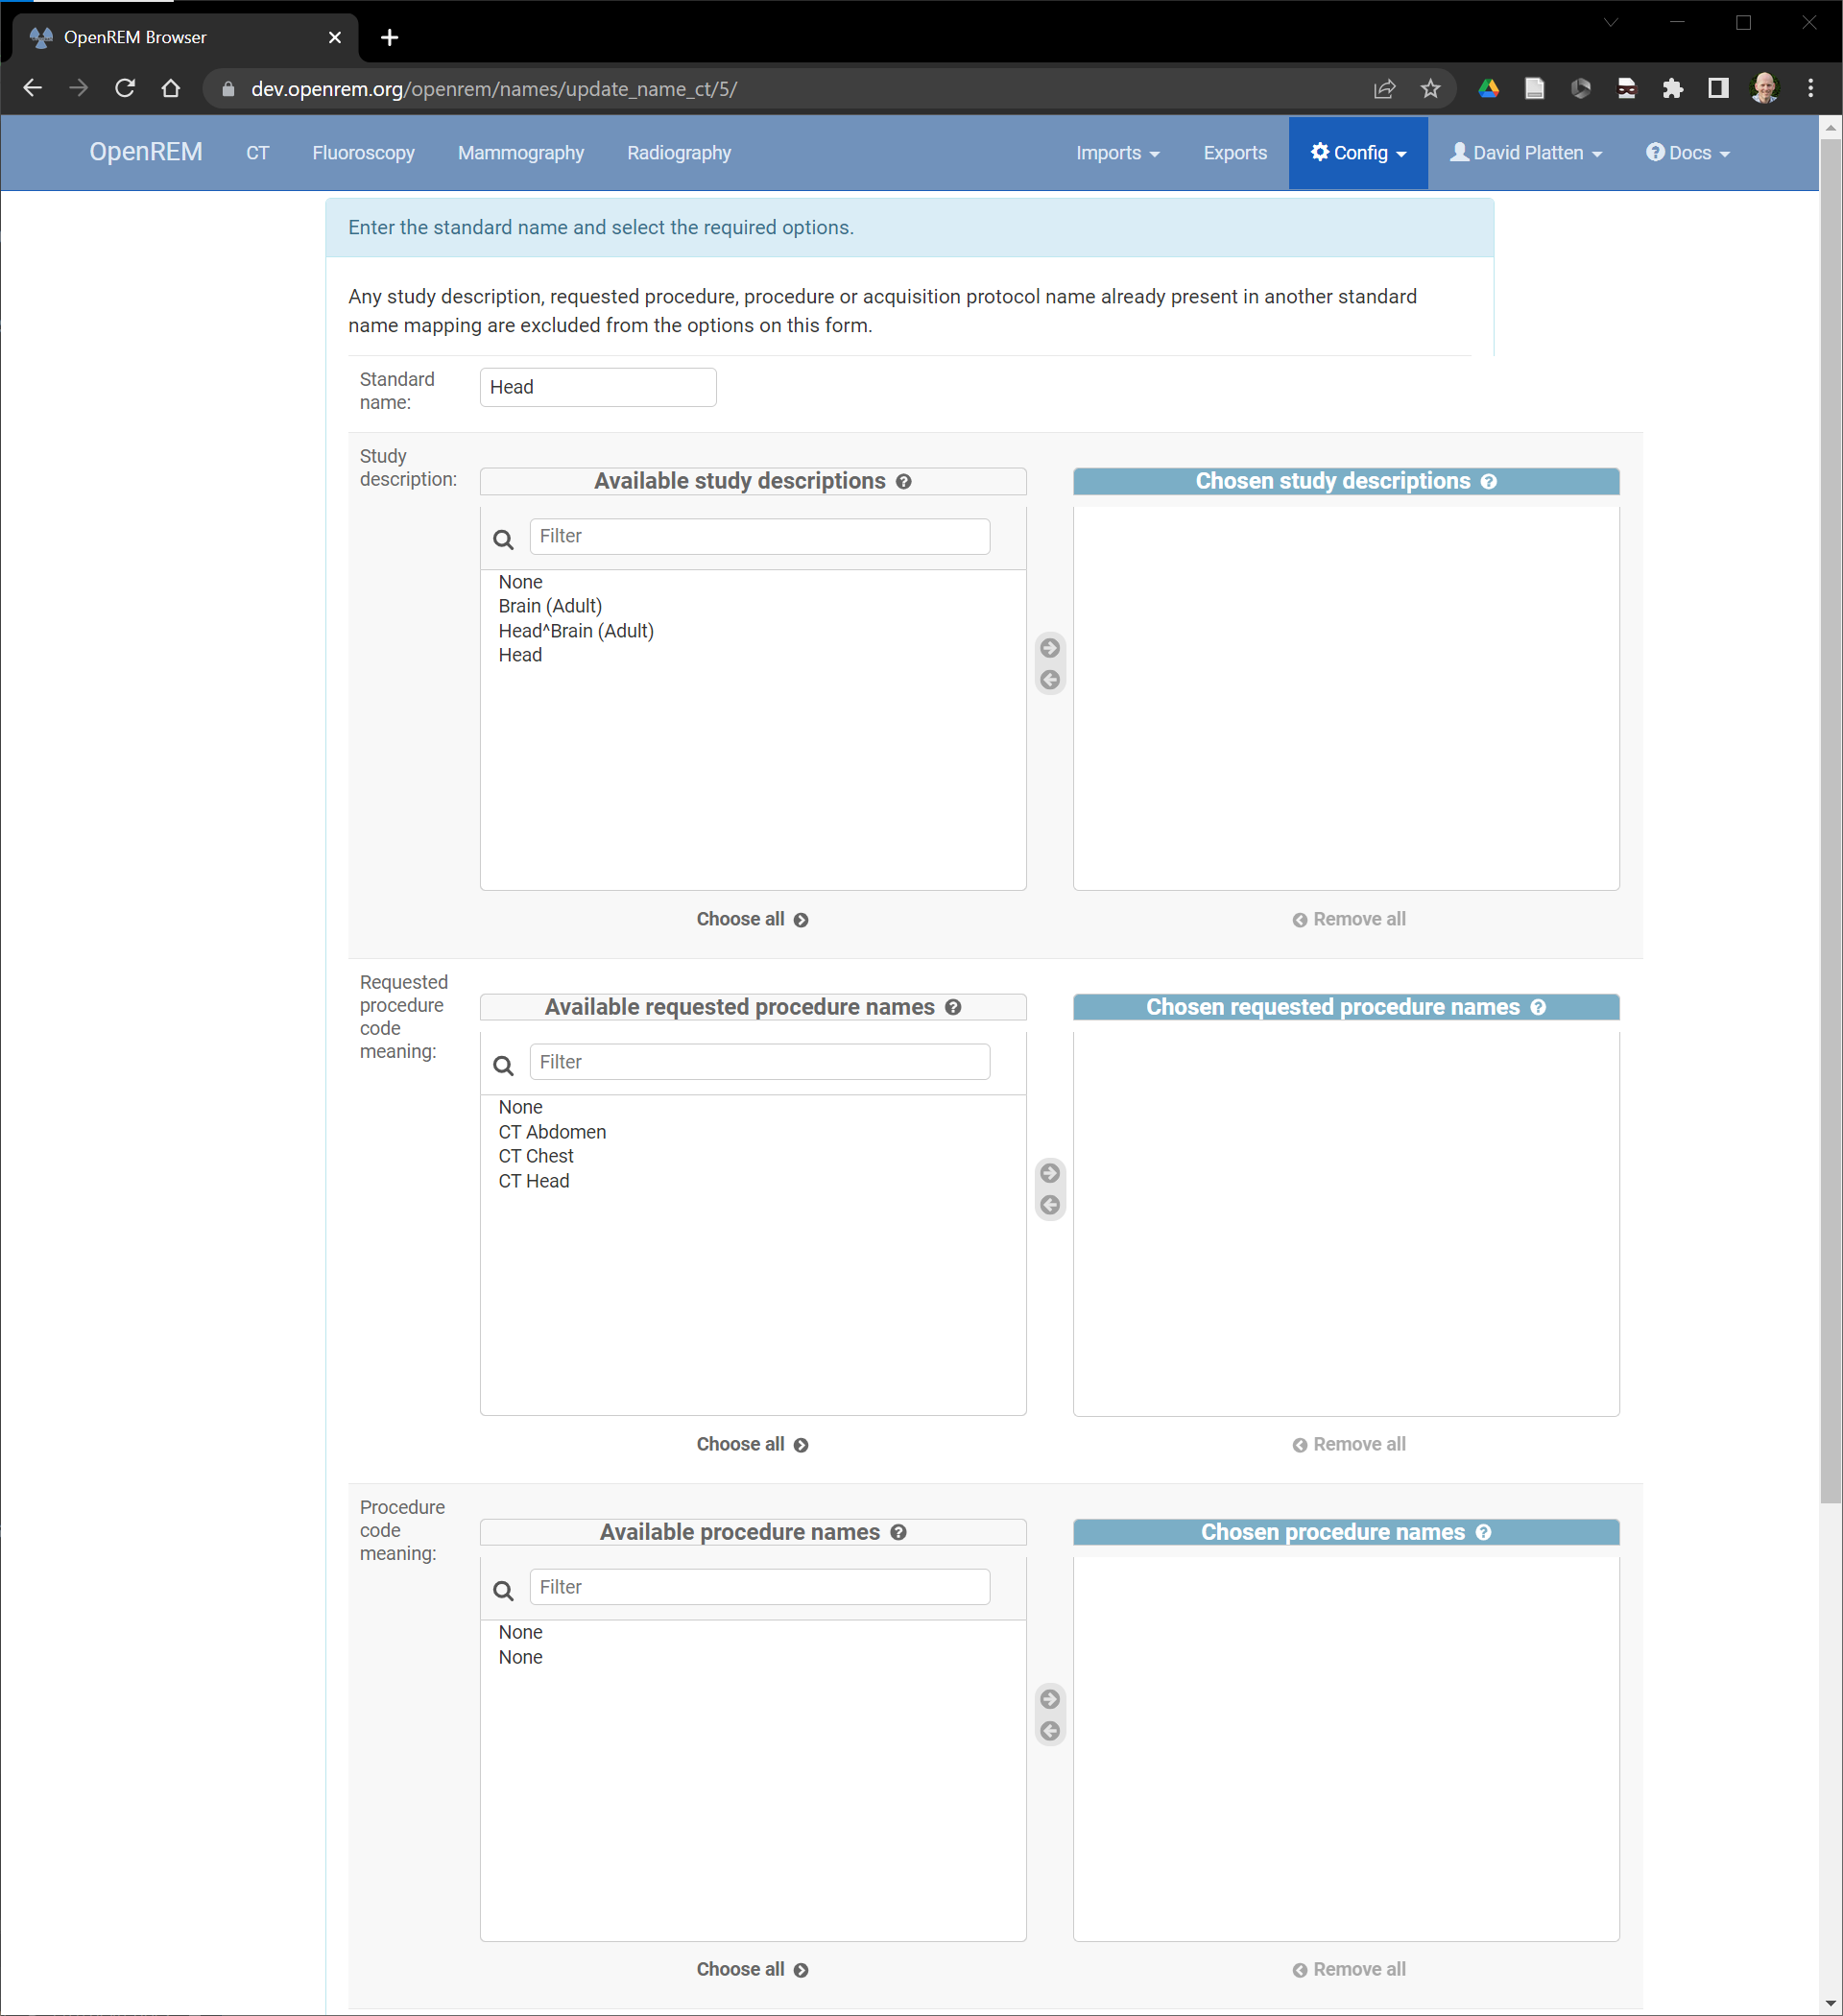 OpenREM Browser
dev.openrem.org/openrem/names/update_name_ct/5/
OpenREM CT Fluoroscopy Mammography Radiography Imports Exports Config David Platten Docs
Enter the standard name and select the required options.
Any study description, requested procedure, procedure or acquisition protocol name already present in another standard
name mapping are excluded from the options on this form.
Standard
name:
Head
Study
description:
Available study descriptions
Filter
None
Brain (Adult)
Head^Brain (Adult)
Head
Choose all
Chosen study descriptions
Remove all
Requested
procedure
code
meaning:
Available requested procedure names
Filter
None
CT Abdomen
CT Chest
CT Head
Choose all
Chosen requested procedure names
Remove all
Procedure
code
meaning:
Available procedure names
Filter
None
None
Choose all
Chosen procedure names
Remove all